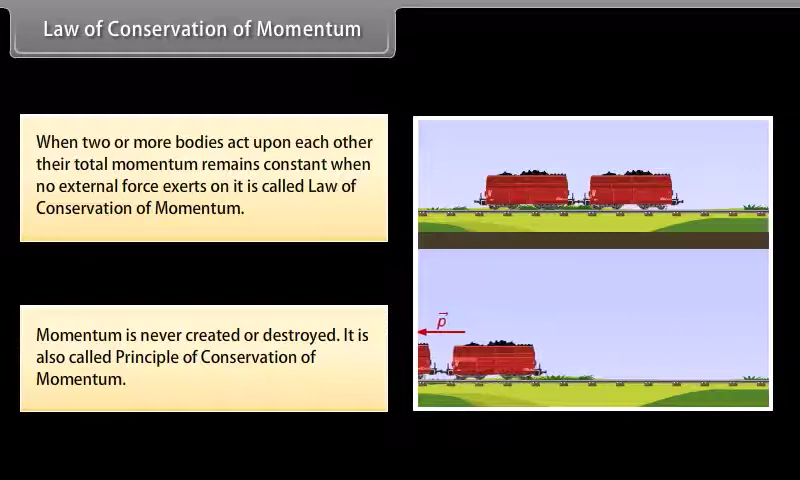 Law of Conservation of Momentum
When two or more bodies act upon each other
their total momentum remains constant when
no external force exerts on it is called Law of
Conservation of Momentum.
Momentum is never created or destroyed. It is
also called Principle of Conservation of
Momentum.
p